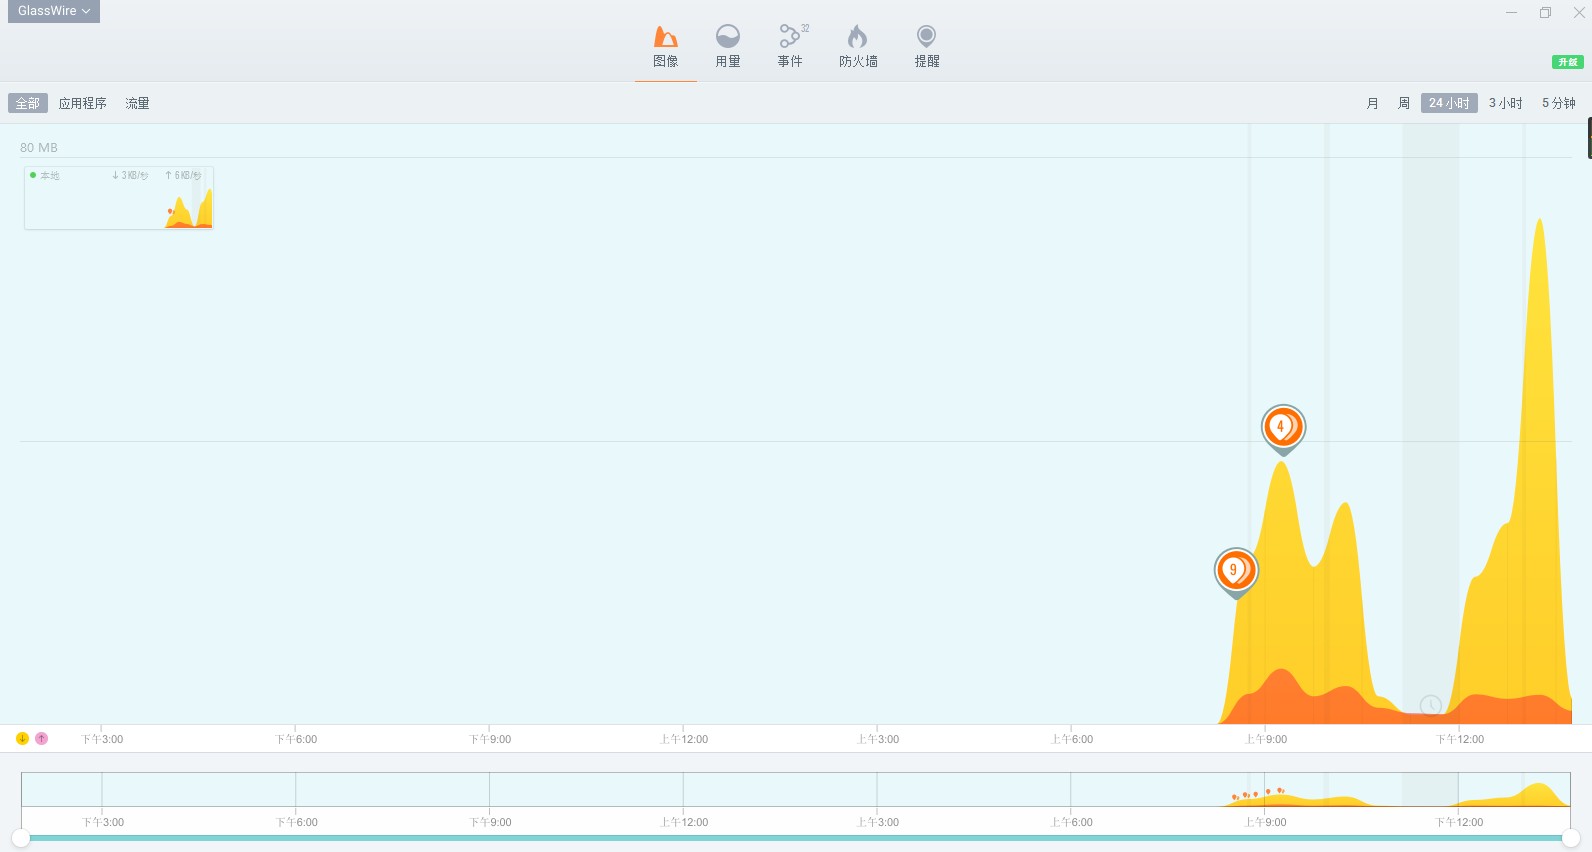 GlassWire
图像 用量 事件 32 防火墙 提醒
升级
全部 应用程序 流量 月 周 24 小时 3 小时 5 分钟
80 MB
本地 ↓ 3 KB/秒 ↑ 6 KB/秒
4
9
下午3:00 下午6:00 下午9:00 上午12:00 上午3:00 上午6:00 上午9:00 下午12:00
下午3:00 下午6:00 下午9:00 上午12:00 上午3:00 上午6:00 上午9:00 下午12:00